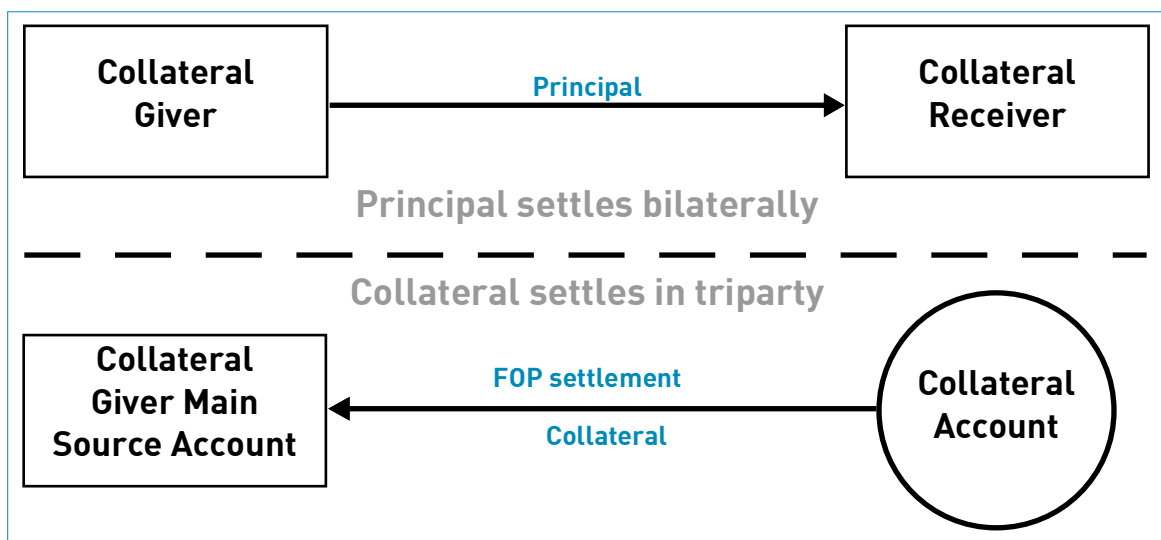 Collateral
Giver
Principal
Collateral
Receiver
Principal settles bilaterally
Collateral settles in triparty
Collateral
Giver Main
Source Account
FOP settlement
Collateral
Collateral
Account